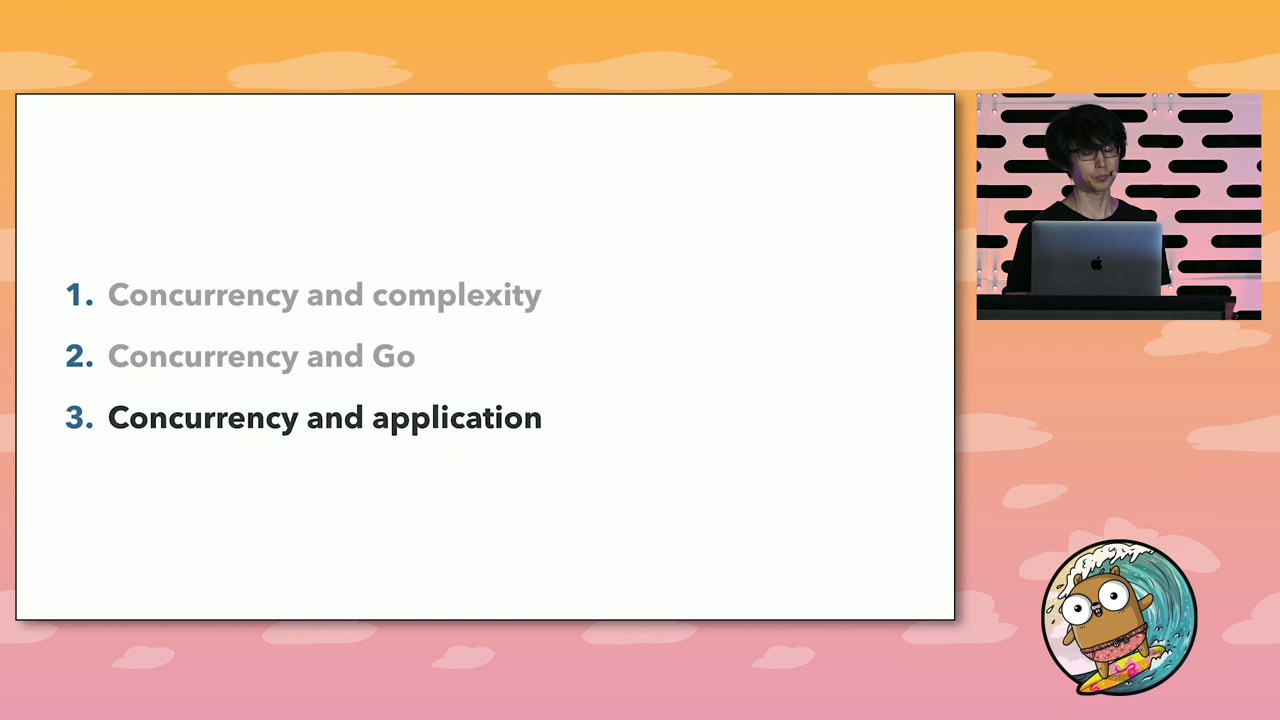 1. Concurrency and complexity
2. Concurrency and Go
3. Concurrency and application